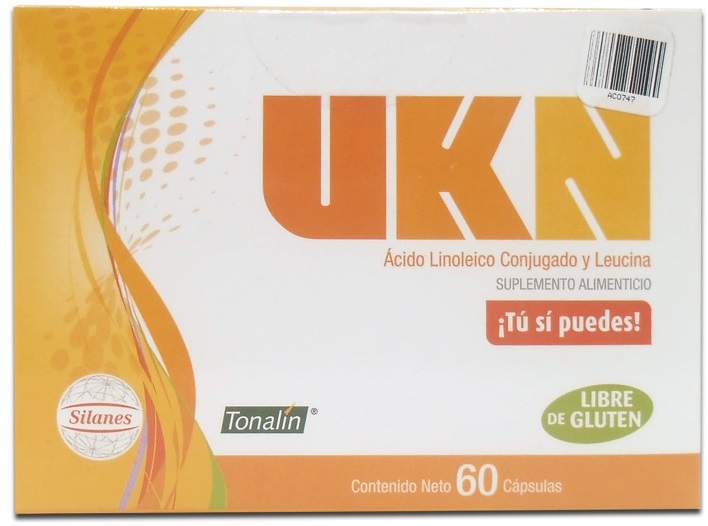 AC0747
UKN
Ácido Linoleico Conjugado y Leucina
SUPLEMENTO ALIMENTICIO
¡Tú sí puedes!
Silanes
Tonalin®
LIBRE
DE GLUTEN
Contenido Neto 60 Cápsulas